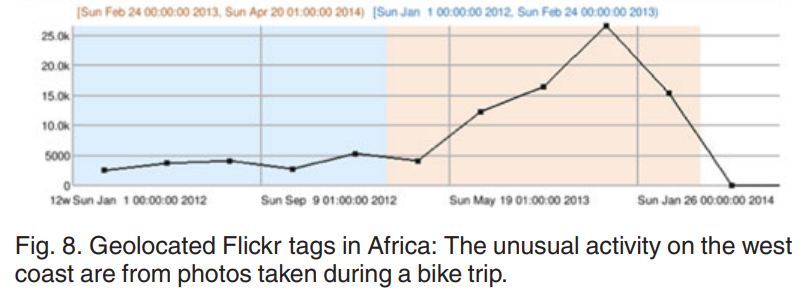 [Sun Feb 24 00:00:00 2013, Sun Apr 20 01:00:00 2014) [Sun Jan 1 00:00:00 2012, Sun Feb 24 00:00:00 2013)
25.0k
20.0k
15.0k
10.0k
5000
0
12w Sun Jan 1 00:00:00 2012 Sun Sep 9 01:00:00 2012 Sun May 19 01:00:00 2013 Sun Jan 26 00:00:00 2014
Fig. 8. Geolocated Flickr tags in Africa: The unusual activity on the west
coast are from photos taken during a bike trip.